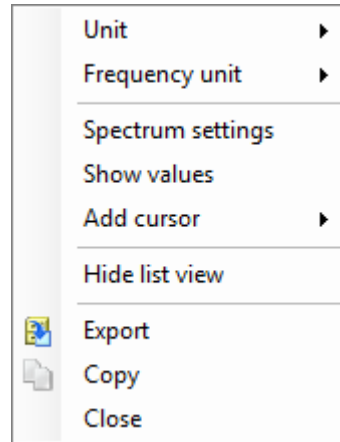 Unit
Frequency unit
Spectrum settings
Show values
Add cursor
Hide list view
Export
Copy
Close